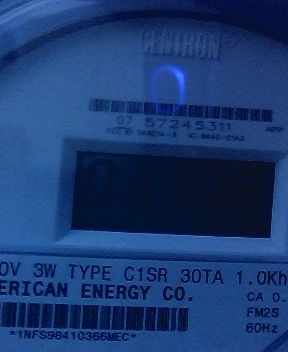 CENTRON
07 57245311
0V 3W TYPE C1SR 30TA 1.0Kh
ERICAN ENERGY CO. CA 0.
FM2S
*1NFS98410366MEC* 60Hz